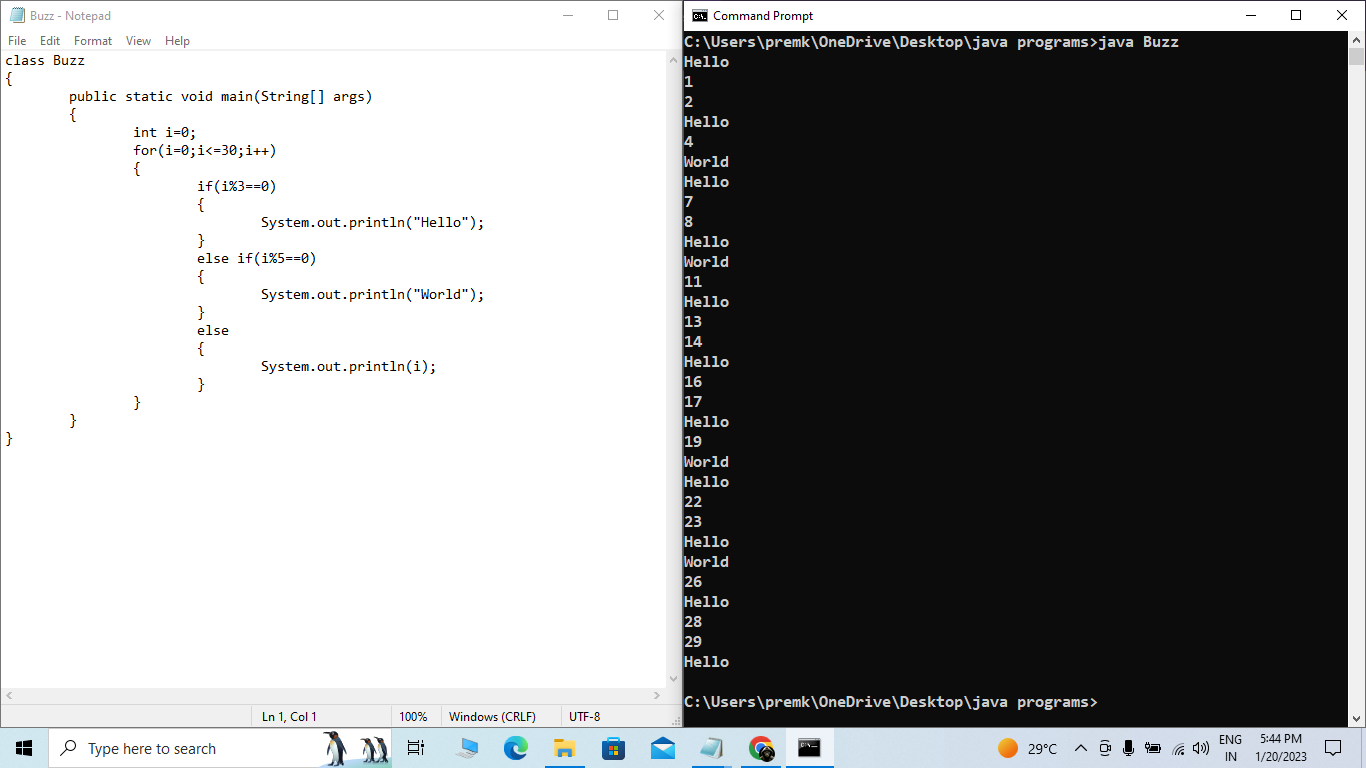 Buzz - Notepad
File Edit Format View Help
class Buzz
{
        public static void main(String[] args)
        {
                int i=0;
                for(i=0;i<=30;i++)
                {
                        if(i%3==0)
                        {
                                System.out.println("Hello");
                        }
                        else if(i%5==0)
                        {
                                System.out.println("World");
                        }
                        else
                        {
                                System.out.println(i);
                        }
                }
        }
}
Ln 1, Col 1 100% Windows (CRLF) UTF-8
Command Prompt
C:\Users\premk\OneDrive\Desktop\java programs>java Buzz
Hello
1
2
Hello
4
World
Hello
7
8
Hello
World
11
Hello
13
14
Hello
16
17
Hello
19
World
Hello
22
23
Hello
World
26
Hello
28
29
Hello
C:\Users\premk\OneDrive\Desktop\java programs>
Type here to search
29°C
ENG
IN
5:44 PM
1/20/2023